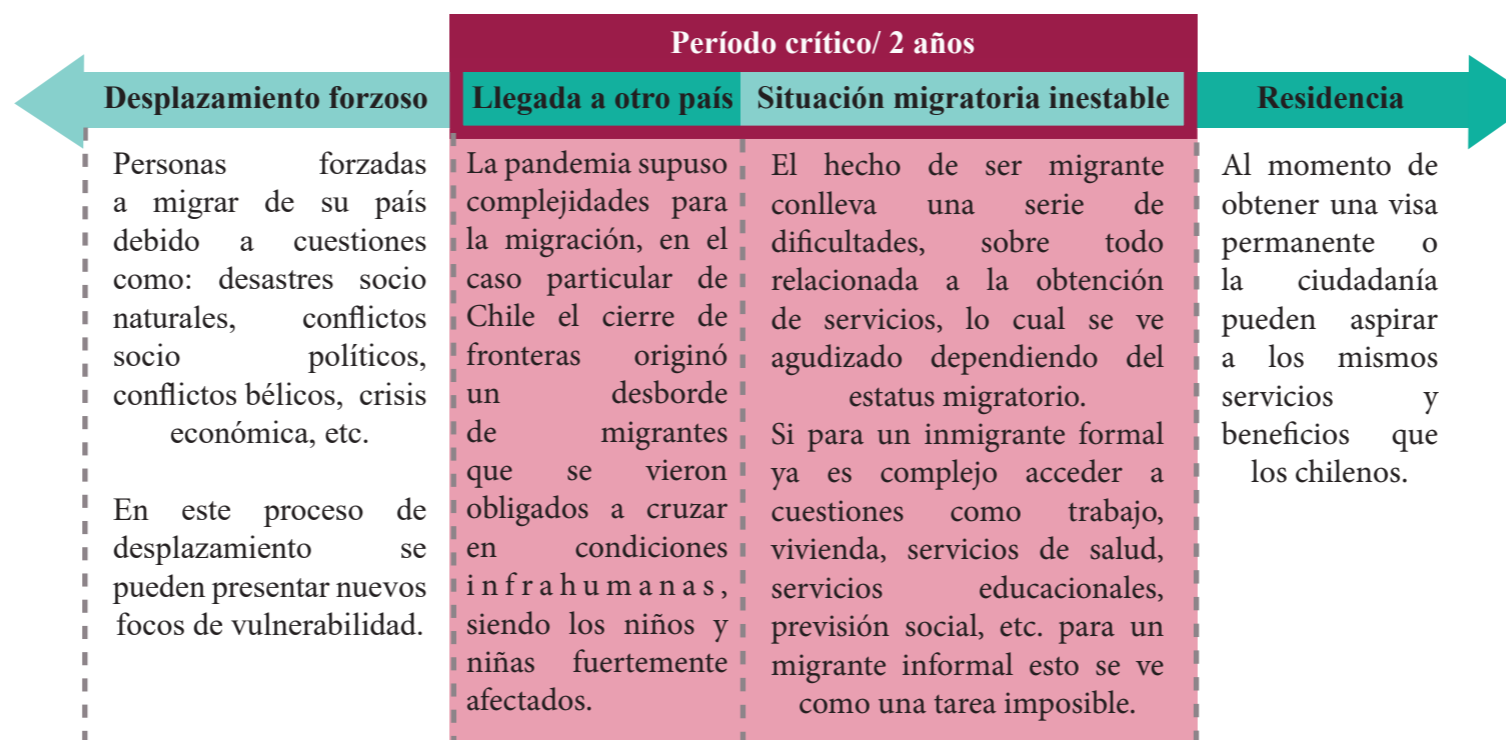 Período crítico/ 2 años
Desplazamiento forzoso
Llegada a otro país
Situación migratoria inestable
Residencia
Personas forzadas
a migrar de su país
debido a cuestiones
como: desastres socio
naturales, conflictos
socio políticos,
conflictos bélicos, crisis
económica, etc.
En este proceso de
desplazamiento se
pueden presentar nuevos
focos de vulnerabilidad.
La pandemia supuso
complejidades para
la migración, en el
caso particular de
Chile el cierre de
fronteras originó
un desborde
de migrantes
que se vieron
obligados a cruzar
en condiciones
infrahumanas,
siendo los niños y
niñas fuertemente
afectados.
El hecho de ser migrante
conlleva una serie de
dificultades, sobre todo
relacionada a la obtención
de servicios, lo cual se ve
agudizado dependiendo del
estatus migratorio.
Si para un inmigrante formal
ya es complejo acceder a
cuestiones como trabajo,
vivienda, servicios de salud,
servicios educacionales,
previsión social, etc. para un
migrante informal esto se ve
como una tarea imposible.
Al momento de
obtener una visa
permanente o
la ciudadanía
pueden aspirar
a los mismos
servicios y
beneficios que
los chilenos.